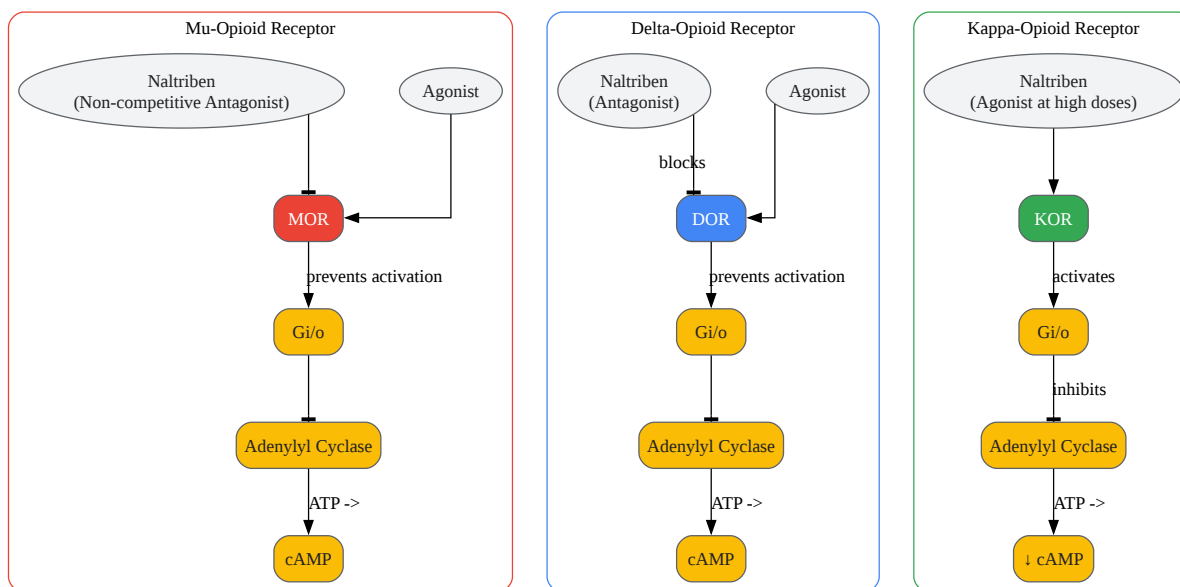 Mu-Opioid Receptor
Naltriben
(Non-competitive Antagonist)
Agonist
MOR
prevents activation
Gi/o
Adenylyl Cyclase
ATP ->
cAMP
Delta-Opioid Receptor
Naltriben
(Antagonist)
Agonist
blocks
DOR
prevents activation
Gi/o
Adenylyl Cyclase
ATP ->
cAMP
Kappa-Opioid Receptor
Naltriben
(Agonist at high doses)
KOR
activates
Gi/o
inhibits
Adenylyl Cyclase
ATP ->
↓ cAMP